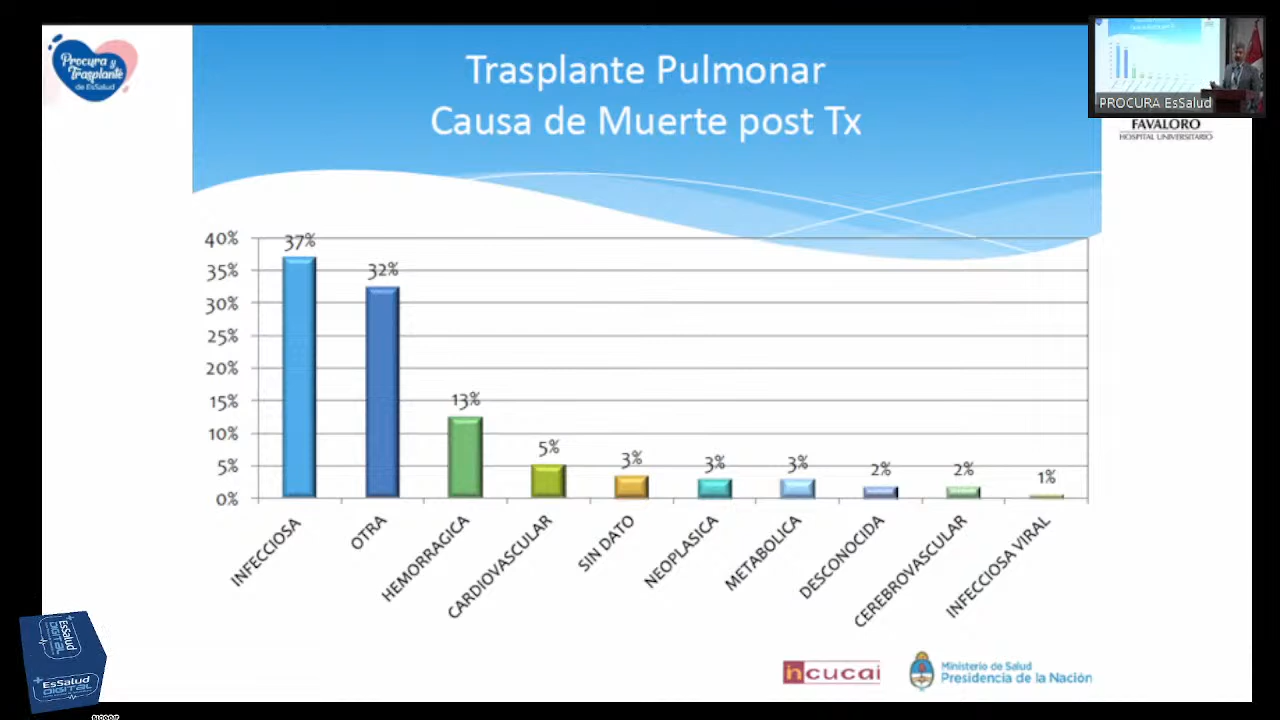 Procura y
Trasplante
de EsSalud
Trasplante Pulmonar
Causa de Muerte post Tx
PROCURA EsSalud
FAVALORO
HOSPITAL UNIVERSITARIO
40%
35%
30%
25%
20%
15%
10%
5%
0%
37%
32%
13%
5%
3%
3%
3%
2%
2%
1%
INFECCIOSA
OTRA
HEMORRAGICA
CARDIOVASCULAR
SIN DATO
NEOPLASICA
METABOLICA
DESCONOCIDA
CEREBROVASCULAR
INFECCIOSA VIRAL
EsSalud
DIGITAL
EsSalud
DIGITAL
incucai
Ministerio de Salud
Presidencia de la Nación